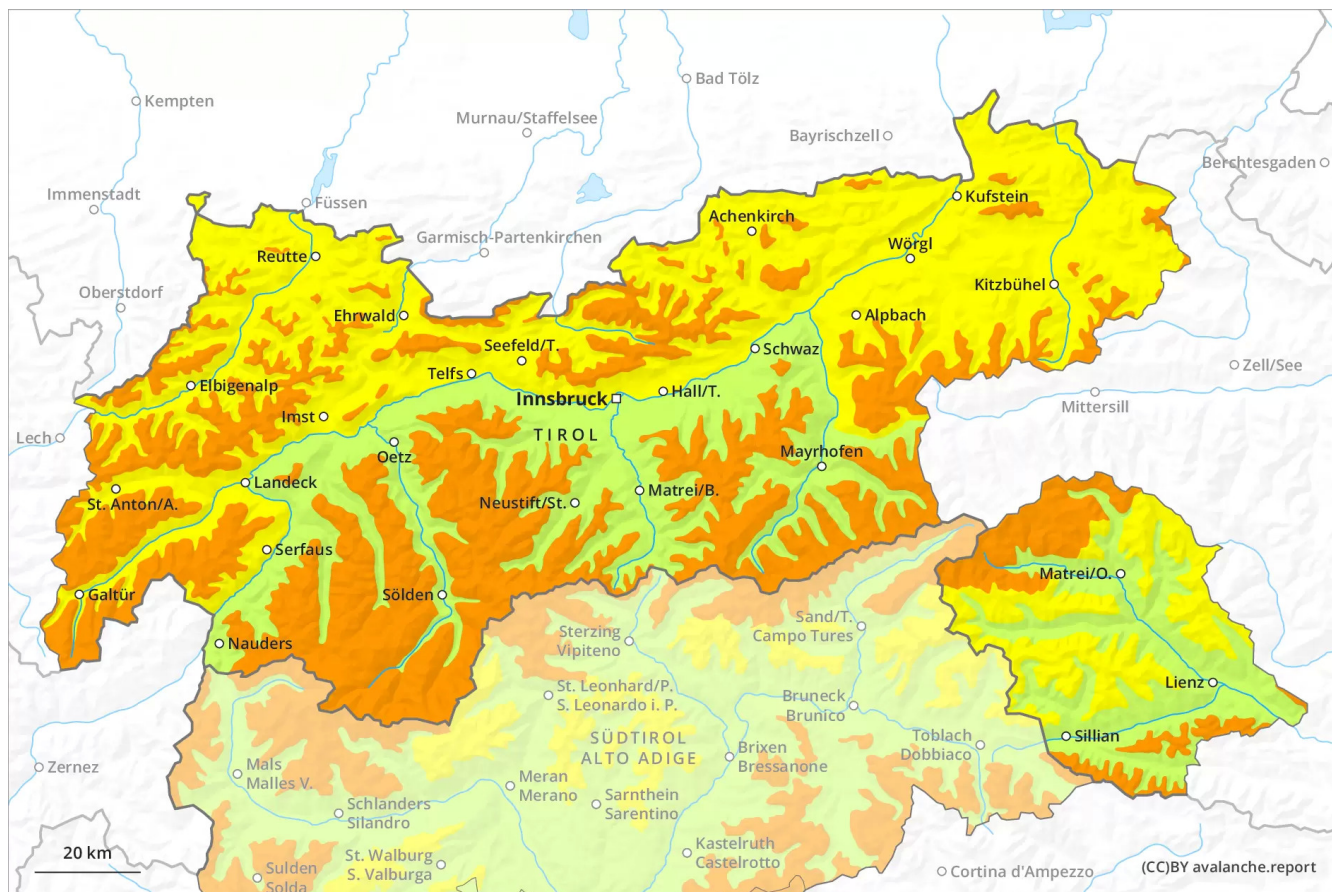 Bad Tölz
Kempten
Murnau/Staffelsee
Bayrischzell
Berchtesgaden
Immenstadt
Füssen
Kufstein
Achenkirch
Garmisch-Partenkirchen
Wörgl
Reutte
Oberstdorf
Kitzbühel
Ehrwald
Alpbach
Seefeld/T.
Schwaz
Zell/See
Telfs
Elbigenalp
Hall/T.
Innsbruck
Mittersill
Imst
Lech
TIROL
Oetz
Mayrhofen
Landeck
Matrei/B.
St. Anton/A.
Neustift/St.
Serfaus
Matrei/O.
Galtür
Sölden
Sand/T.
Campo Tures
Sterzing
Vipiteno
Nauders
Lienz
St. Leonhard/P.
S. Leonardo i. P.
Bruneck
Brunico
SÜDTIROL
ALTO ADIGE
Toblach
Dobbiaco
Sillian
Brixen
Bressanone
Zernez
Mals
Malles V.
Meran
Merano
Sarnthein
Sarentino
Schlanders
Silandro
Kastelruth
Castelrotto
20 km
St. Walburg
S. Valburga
Cortina d'Ampezzo
(CC)BY avalanche.report
Sulden
Solda